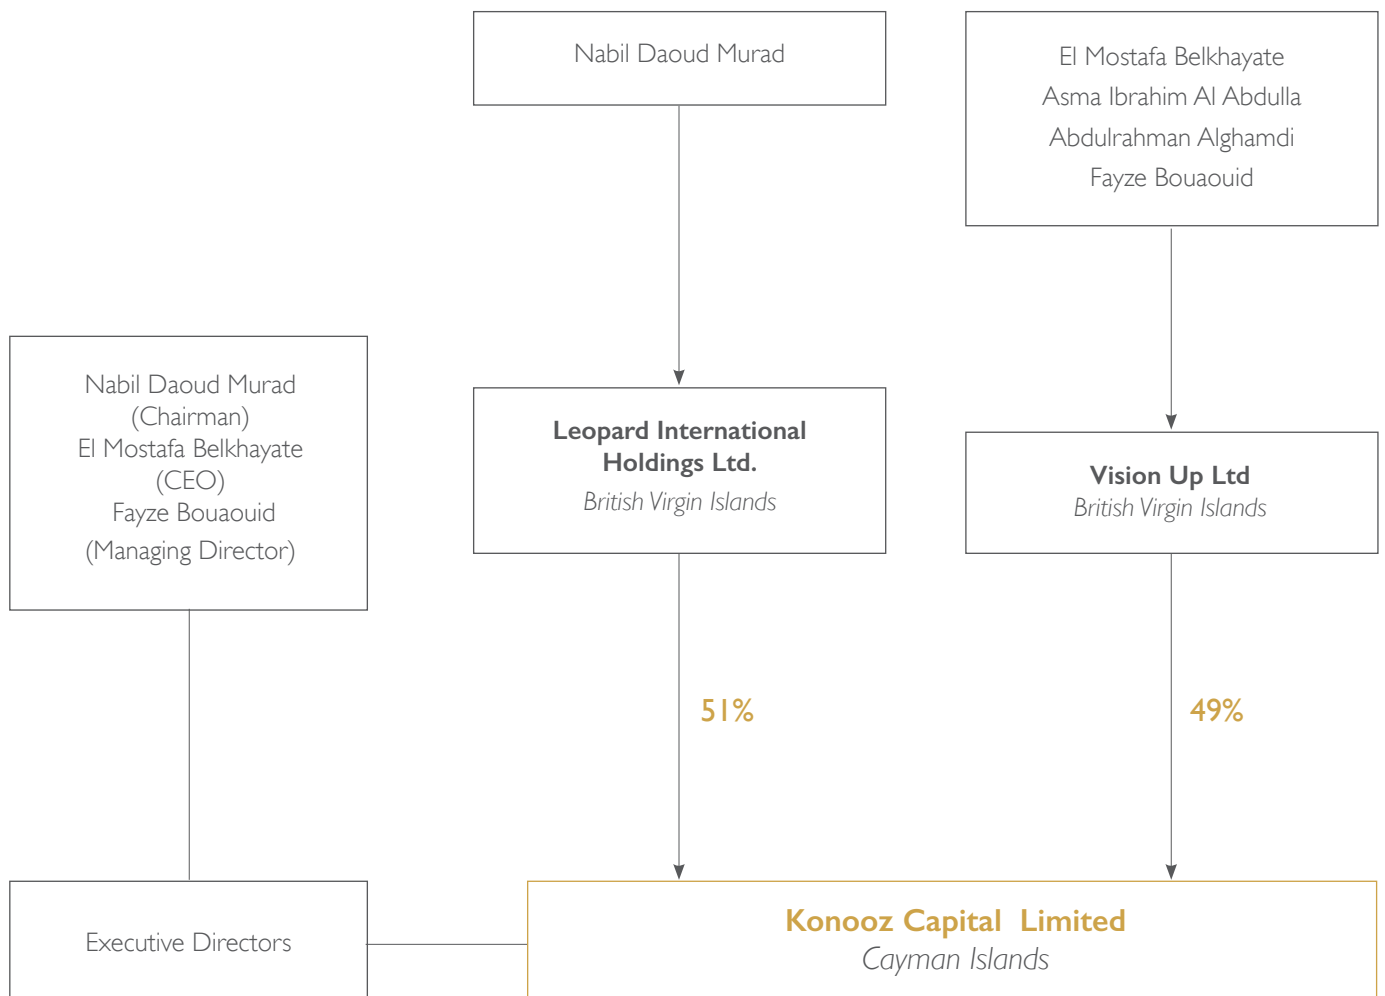 Nabil Daoud Murad
El Mostafa Belkhayate
Asma Ibrahim Al Abdulla
Abdulrahman Alghamdi
Fayze Bouaouid
Nabil Daoud Murad
(Chairman)
El Mostafa Belkhayate
(CEO)
Fayze Bouaouid
(Managing Director)
Leopard International
Holdings Ltd.
British Virgin Islands
Vision Up Ltd
British Virgin Islands
51%
49%
Executive Directors
Konooz Capital Limited
Cayman Islands